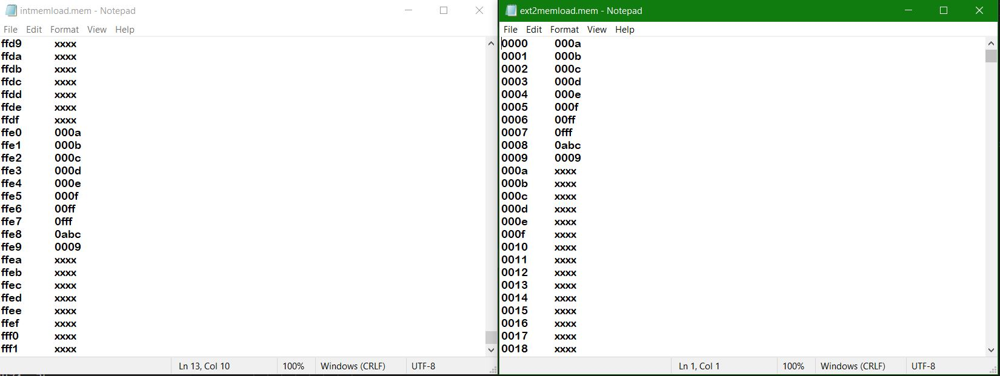 intmemload.mem - Notepad
File Edit Format View Help
ffd9 xxxx
ffda xxxx
ffdb xxxx
ffdc xxxx
ffdd xxxx
ffde xxxx
ffdf xxxx
ffe0 000a
ffe1 000b
ffe2 000c
ffe3 000d
ffe4 000e
ffe5 000f
ffe6 00ff
ffe7 0fff
ffe8 0abc
ffe9 0009
ffea xxxx
ffeb xxxx
ffec xxxx
ffed xxxx
ffee xxxx
ffef xxxx
fff0 xxxx
fff1 xxxx
Ln 13, Col 10 100% Windows (CRLF) UTF-8
ext2memload.mem - Notepad
File Edit Format View Help
0000 000a
0001 000b
0002 000c
0003 000d
0004 000e
0005 000f
0006 00ff
0007 0fff
0008 0abc
0009 0009
000a xxxx
000b xxxx
000c xxxx
000d xxxx
000e xxxx
000f xxxx
0010 xxxx
0011 xxxx
0012 xxxx
0013 xxxx
0014 xxxx
0015 xxxx
0016 xxxx
0017 xxxx
0018 xxxx
Ln 1, Col 1 100% Windows (CRLF) UTF-8